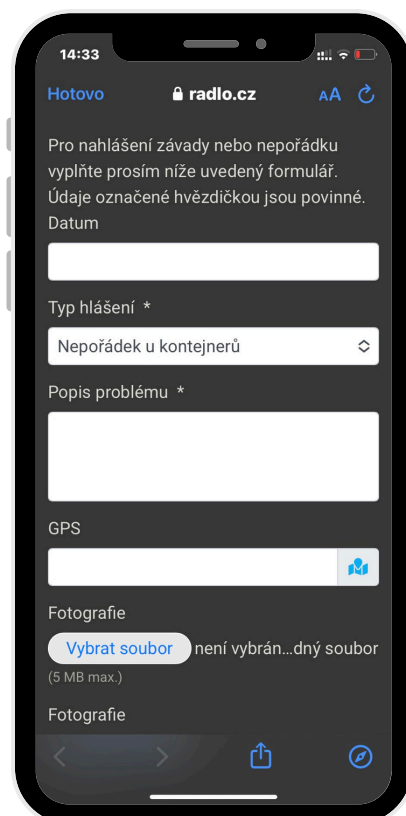 14:33
Hotovo
radlo.cz
AA
Pro nahlášení závady nebo nepořádku
vyplňte prosím níže uvedený formulář.
Údaje označené hvězdičkou jsou povinné.
Datum
Typ hlášení *
Nepořádek u kontejnerů
Popis problému *
GPS
Fotografie
Vybrat soubor není vybrán...dný soubor
(5 MB max.)
Fotografie